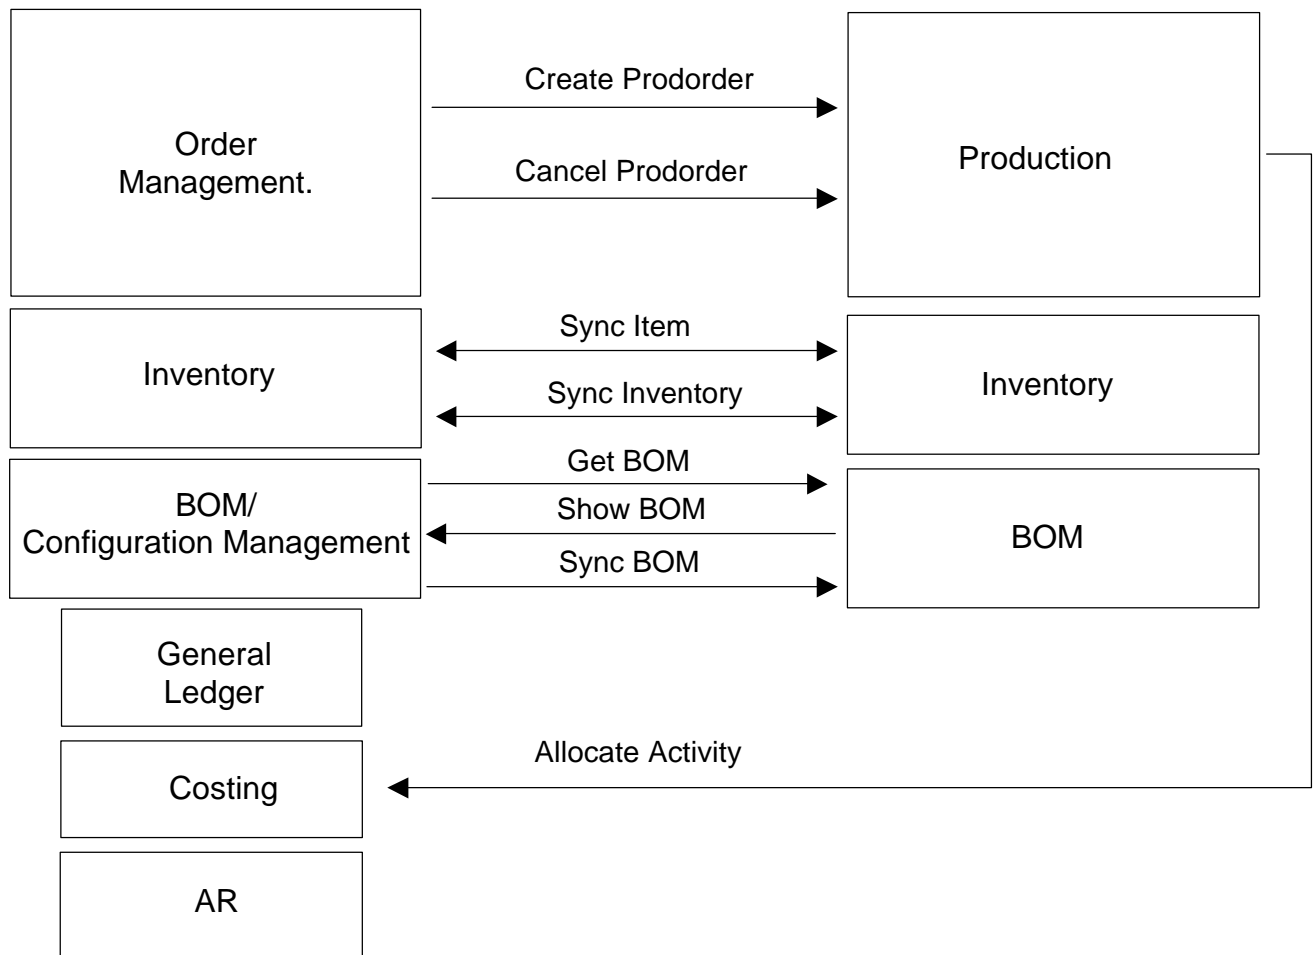 Create Prodorder
Order
Management.
Cancel Prodorder
Production
Sync Item
Inventory
Sync Inventory
Inventory
Get BOM
BOM/
Configuration Management
Show BOM
Sync BOM
BOM
General
Ledger
Allocate Activity
Costing
AR